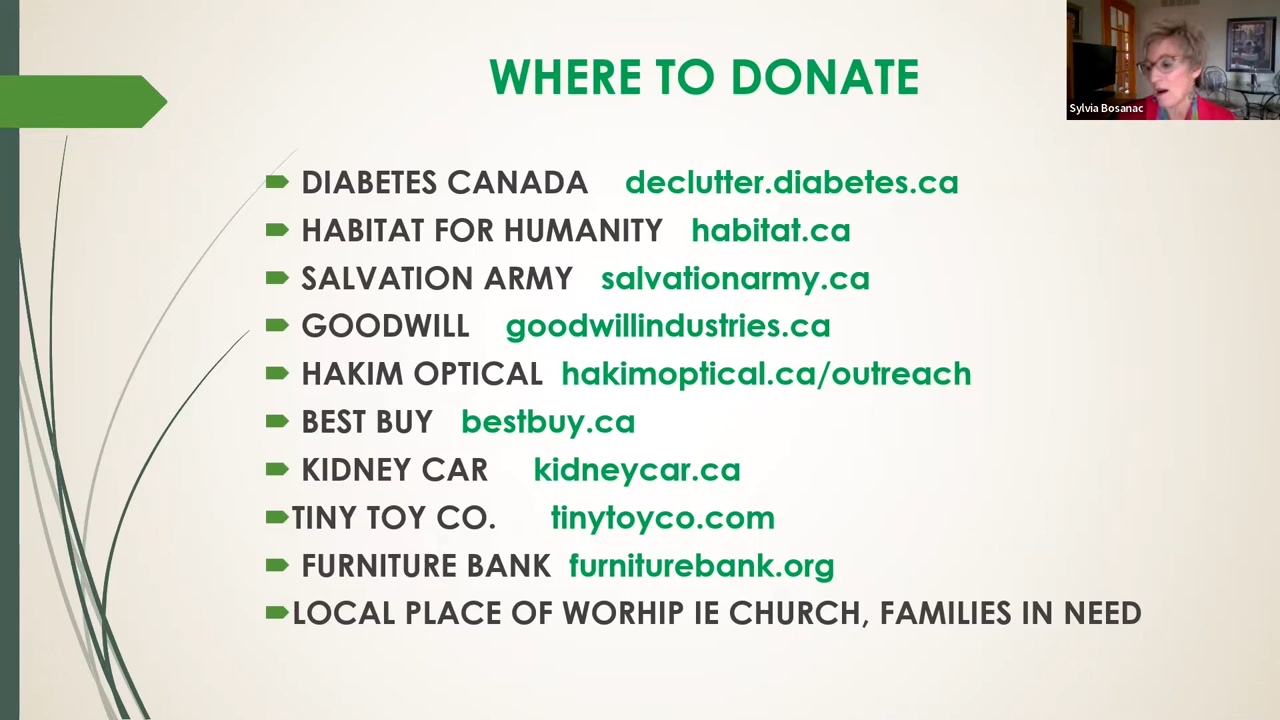 WHERE TO DONATE
Sylvia Bosanac
DIABETES CANADA declutter.diabetes.ca
HABITAT FOR HUMANITY habitat.ca
SALVATION ARMY salvationarmy.ca
GOODWILL goodwillindustries.ca
HAKIM OPTICAL hakimoptical.ca/outreach
BEST BUY bestbuy.ca
KIDNEY CAR kidneycar.ca
TINY TOY CO. tinytoyco.com
FURNITURE BANK furniturebank.org
LOCAL PLACE OF WORHIP IE CHURCH, FAMILIES IN NEED